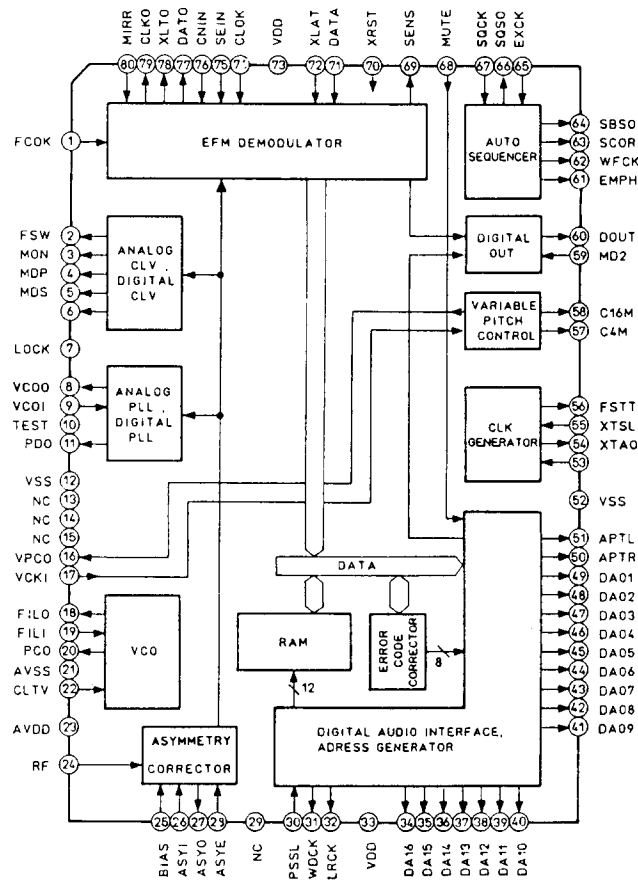 MIRR CLKO XLTO DATO CNIN SEIN CLOK VDD XLAT DATA XRST SENS MUTE SQCK SQSO EXCK
80 79 78 77 76 75 74 73 72 71 70 69 68 67 66 65
FCOK 1
EFM DEMODULATOR
AUTO
SEQUENCER
64 SBSO
63 SCOR
62 WFCK
61 EMPH
FSW 2
MON 3
MDP 4
MDS 5
6
ANALOG
CLV ,
DIGITAL
CLV
DIGITAL
OUT
60 DOUT
59 MD2
VARIABLE
PITCH
CONTROL
58 C16M
57 C4M
LOCK 7
VCOO 8
VCOI 9
TEST 10
PDO 11
ANALOG
PLL ,
DIGITAL
PLL
CLK
GENERATOR
56 FSTT
55 XTSL
54 XTAO
53
52 VSS
VSS 12
NC 13
NC 14
NC 15
VPCO 16
VCKI 17
DATA
51 APTL
50 APTR
49 DA01
48 DA02
47 DA03
46 DA04
45 DA05
44 DA06
43 DA07
42 DA08
41 DA09
FILO 18
FILI 19
PCO 20
AVSS 21
CLTV 22
VCO
RAM
ERROR
CODE
CORRECTOR
8
12
AVDD 23
RF 24
ASYMMETRY
CORRECTOR
DIGITAL AUDIO INTERFACE,
ADRESS GENERATOR
25 26 27 28 29 30 31 32 33 34 35 36 37 38 39 40
BIAS ASYI ASYO ASYE NC PSSL WDCK LRCK VDD DA16 DA15 DA14 DA13 DA12 DA11 DA10